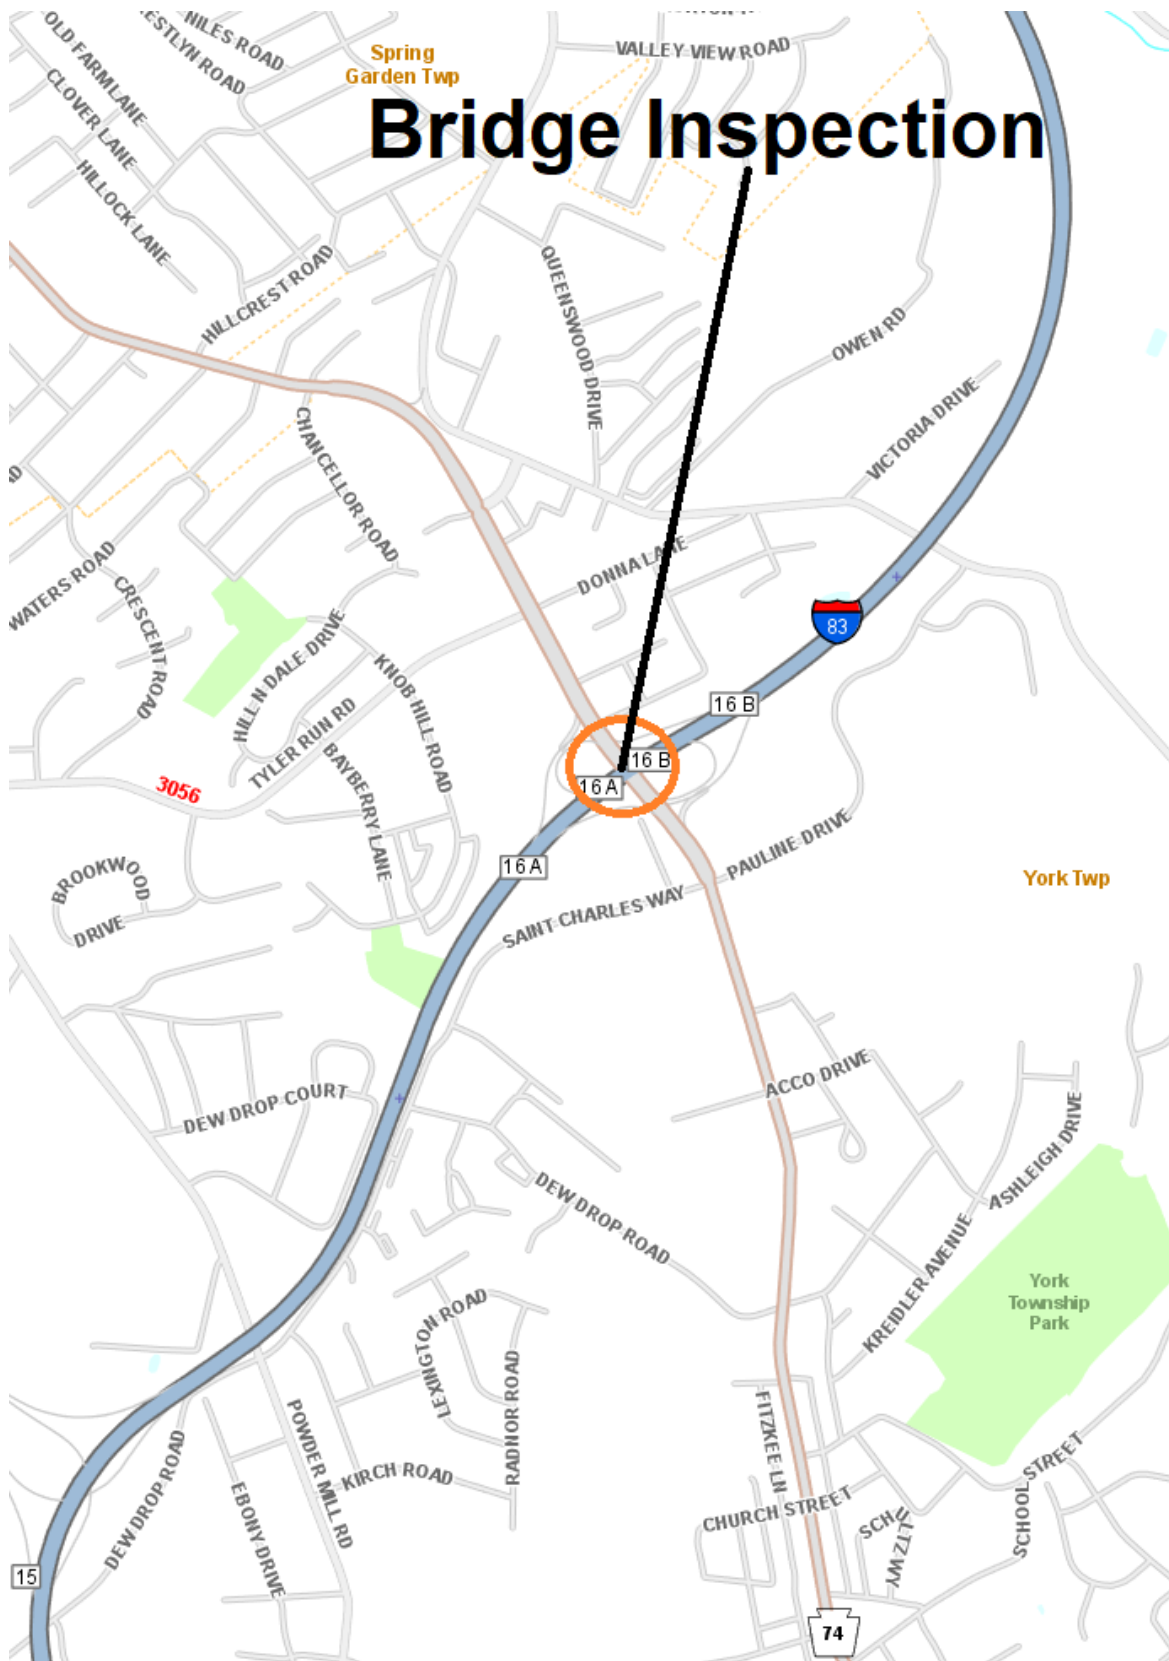 NILES ROAD
OLD FARM LANE
VALLEY VIEW ROAD
Spring
Garden Twp
CLOVER LANE
Bridge Inspection
HILLOCK LANE
HILLCREST ROAD
QUEENSWOOD DRIVE
OWEN RD
VICTORIA DRIVE
CHANCELLOR ROAD
DONNA LANE
WATERS ROAD
CRESCENT ROAD
83
HILL N DALE DRIVE
KNOB HILL ROAD
TYLER RUN RD
16 B
16 B
BAYBERRY LANE
3056
16 A
PAULINE DRIVE
16 A
BROOKWOOD
DRIVE
York Twp
SAINT CHARLES WAY
ACCO DRIVE
DEW DROP COURT
ASHLEIGH DRIVE
DEW DROP ROAD
KREIDLER AVENUE
York
Township
Park
LEXINGTON ROAD
RADNOR ROAD
FITZKEE LN
POWDER MILL RD
KIRCH ROAD
DEW DROP ROAD
EBONY DRIVE
CHURCH STREET
SCHOOL STREET
SCHULTZ WY
15
74